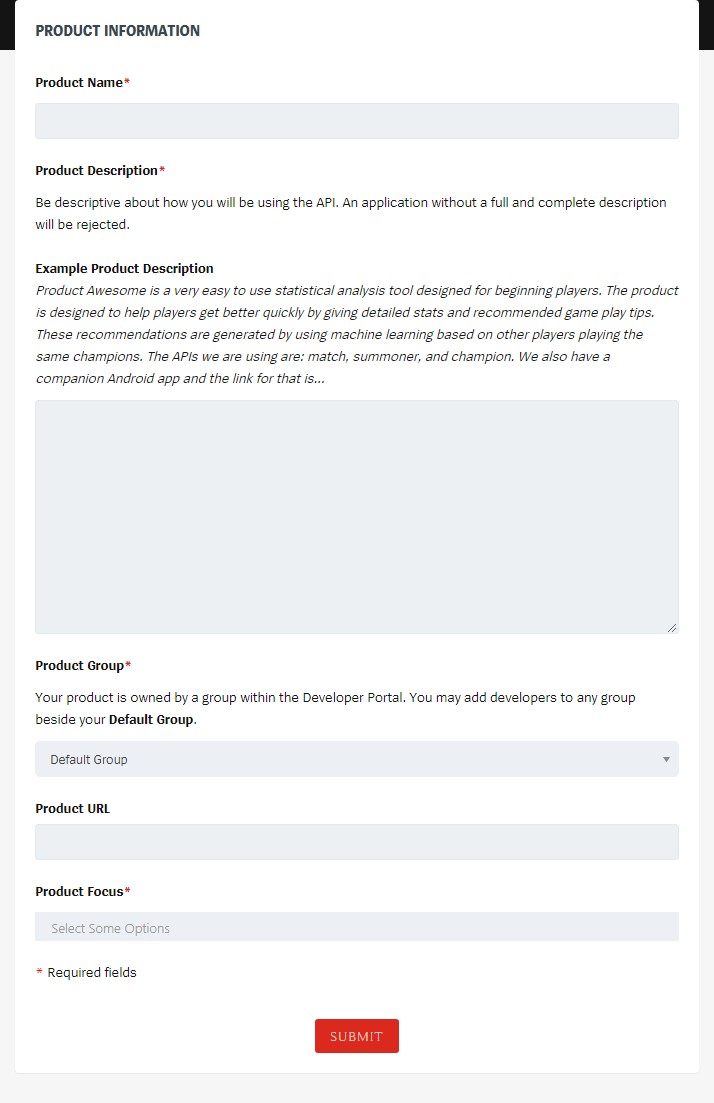 PRODUCT INFORMATION
Product Name*
Product Description*
Be descriptive about how you will be using the API. An application without a full and complete description
will be rejected.
Example Product Description
Product Awesome is a very easy to use statistical analysis tool designed for beginning players. The product
is designed to help players get better quickly by giving detailed stats and recommended game play tips.
These recommendations are generated by using machine learning based on other players playing the
same champions. The APIs we are using are: match, summoner, and champion. We also have a
companion Android app and the link for that is...
Product Group*
Your product is owned by a group within the Developer Portal. You may add developers to any group
beside your Default Group.
Default Group
Product URL
Product Focus*
Select Some Options
* Required fields
SUBMIT